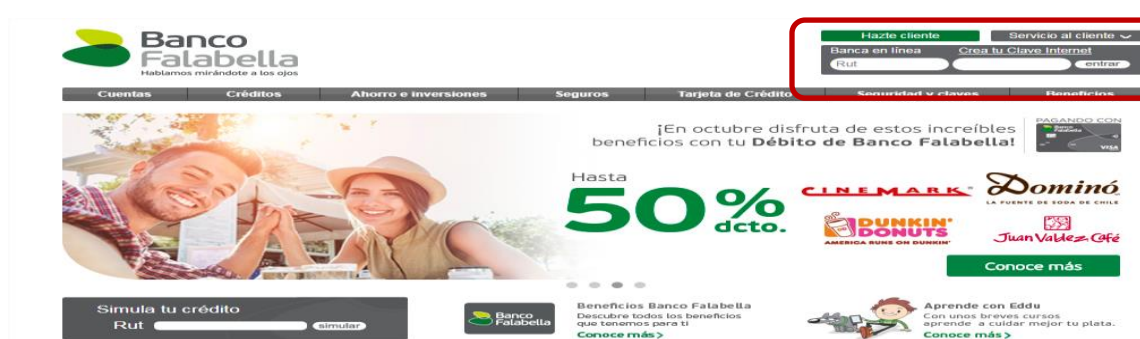 Banco
Falabella
Hablamos mirándote a los ojos
Hazte cliente
Servicio al cliente
Banca en línea
Crea tu Clave Internet
Rut
entrar
Cuentas
Créditos
Ahorro e inversiones
Seguros
Tarjeta de Crédito
Seguridad y claves
Beneficios
¡En octubre disfruta de estos increíbles
beneficios con tu Débito de Banco Falabella!
PAGANDO CON
Banco
Falabella
VISA
Hasta
50%
dcto.
CINEMARK
Dominó
LA FUENTE DE SODA DE CHILE
DUNKIN'
DONUTS
AMERICA RUNS ON DUNKIN'
Juan Valdez Café
Conoce más
Simula tu crédito
Rut
simular
Banco
Falabella
Beneficios Banco Falabella
Descubre todos los beneficios
que tenemos para ti
Conoce más>
Aprende con Eddu
Con unos breves cursos
aprende a cuidar mejor tu plata.
Conoce más>